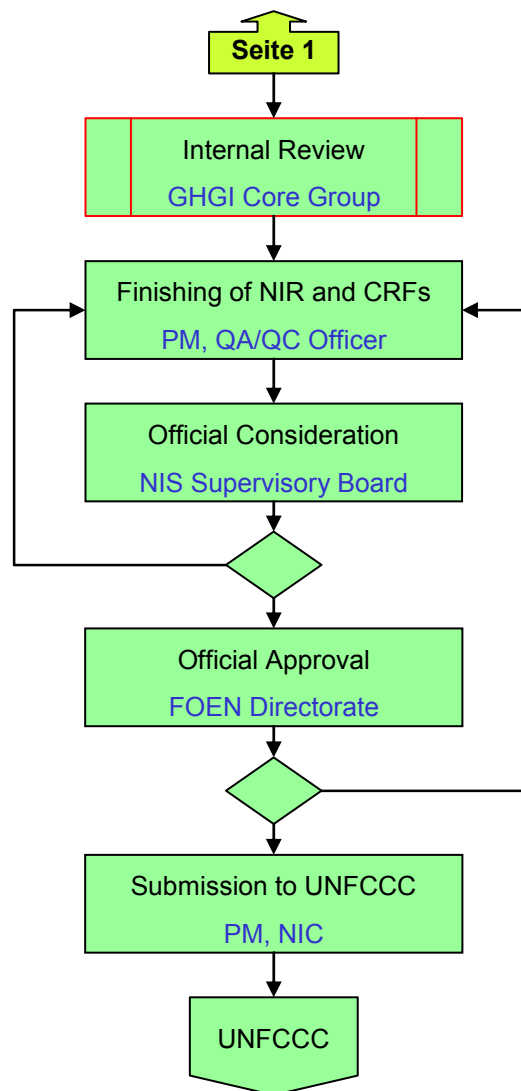 Seite 1
Internal Review
GHGI Core Group
Finishing of NIR and CRFs
PM, QA/QC Officer
Official Consideration
NIS Supervisory Board
Official Approval
FOEN Directorate
Submission to UNFCCC
PM, NIC
UNFCCC